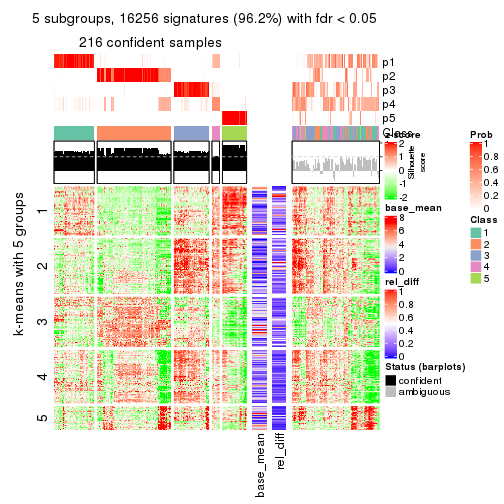 5 subgroups, 16256 signatures (96.2%) with fdr < 0.05
216 confident samples
p1
p2
p3
p4
p5
Class
1
2
3
4
5
k-means with 5 groups
base_mean
rel_diff
z-score
2
1
0
-1
-2
Silhouette
score
base_mean
8
6
4
2
0
rel_diff
1
0.8
0.6
0.4
0.2
0
Status (barplots)
confident
ambiguous
Prob
1
0.8
0.6
0.4
0.2
0
Class
1
2
3
4
5